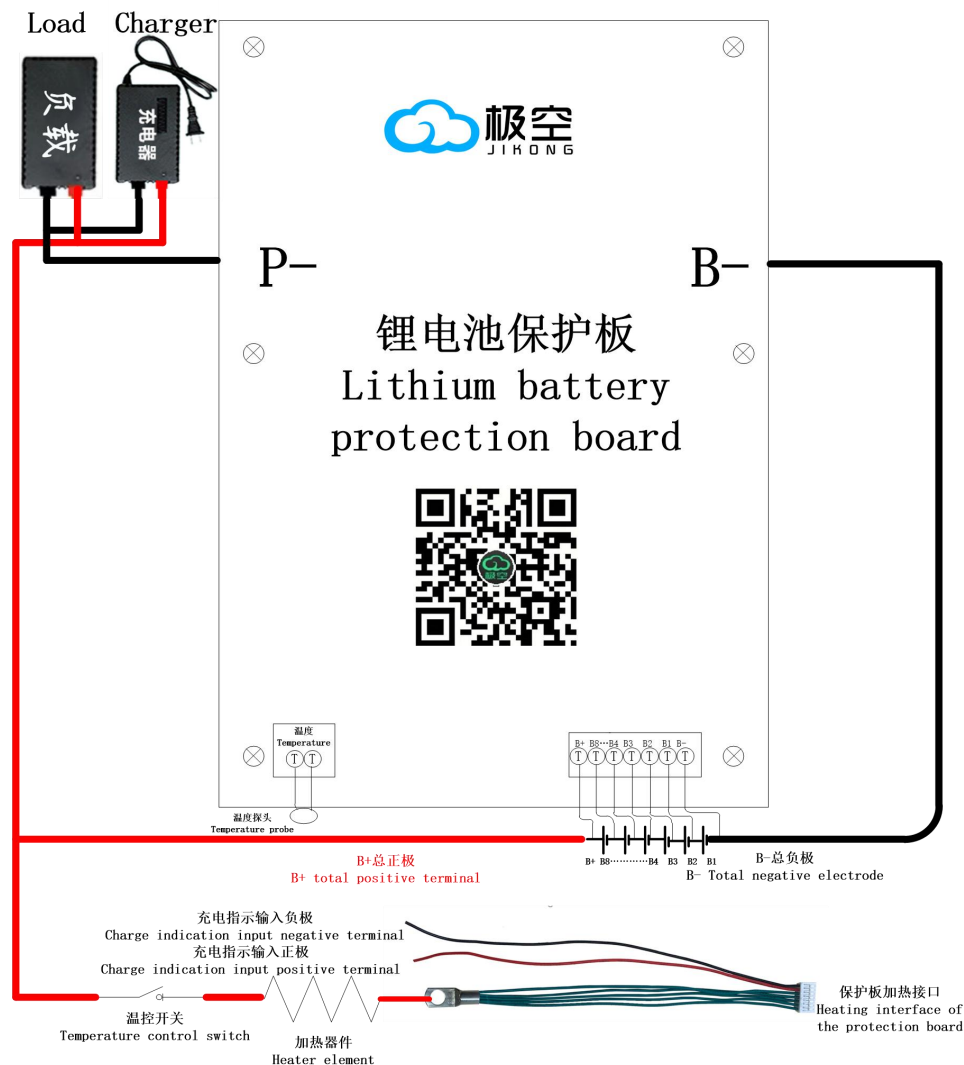 Load Charger
负载
充电器
极空
JIKONG
P-
B-
锂电池保护板
Lithium battery
protection board
极空
温度
Temperature
T T
B+ B8…B4 B3 B2 B1 B-
T T T T T T T
温度探头
Temperature probe
B+总正极
B+ total positive terminal
B+ B8…………B4 B3 B2 B1
B-总负极
B- Total negative electrode
充电指示输入负极
Charge indication input negative terminal
充电指示输入正极
Charge indication input positive terminal
温控开关
Temperature control switch
加热器件
Heater element
保护板加热接口
Heating interface of
the protection board